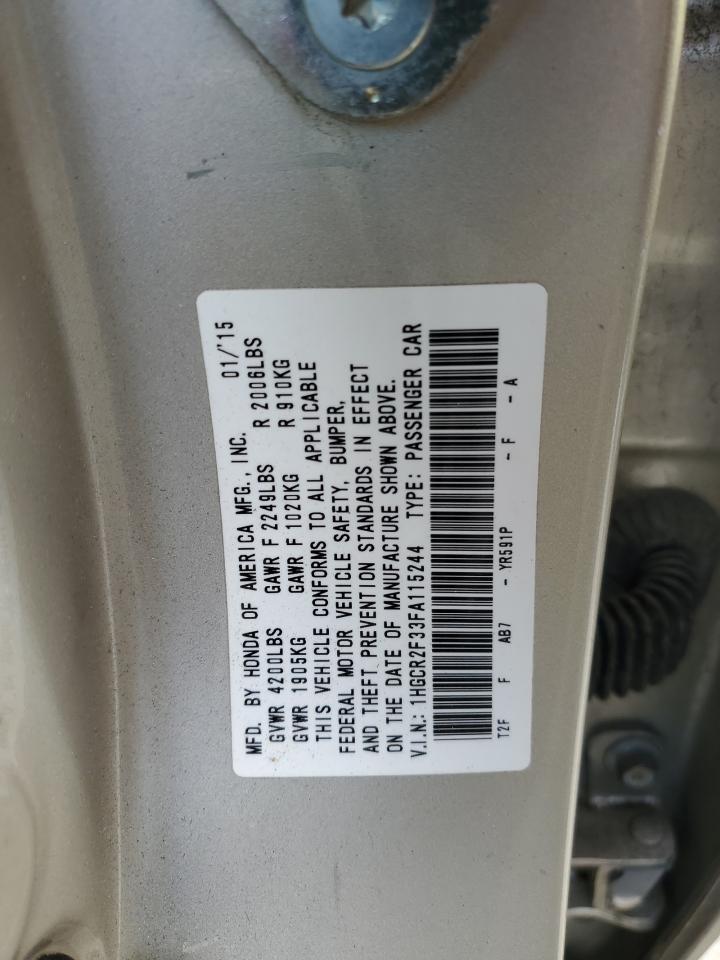 MFD. BY HONDA OF AMERICA MFG., INC. 01/'15
GVWR 4200LBS GAWR F 2249LBS R 2006LBS
GVWR 1905KG GAWR F 1020KG R 910KG
THIS VEHICLE CONFORMS TO ALL APPLICABLE
FEDERAL MOTOR VEHICLE SAFETY, BUMPER,
AND THEFT PREVENTION STANDARDS IN EFFECT
ON THE DATE OF MANUFACTURE SHOWN ABOVE.
V.I.N.: 1HGCR2F33FA115244 TYPE: PASSENGER CAR
T2F F AB7 - YR591P - F - A